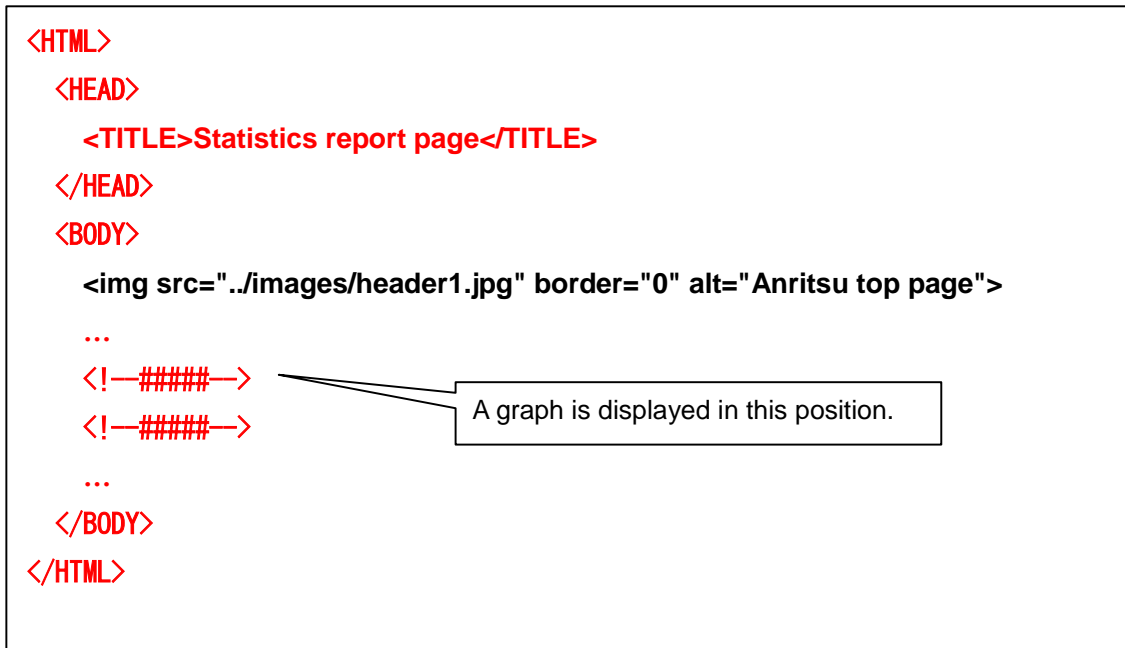 <HTML>
<HEAD>
<TITLE>Statistics report page</TITLE>
</HEAD>
<BODY>
<img src="../images/header1.jpg" border="0" alt="Anritsu top page">
...
<!--#####-->
A graph is displayed in this position.
<!--#####-->
...
</BODY>
</HTML>